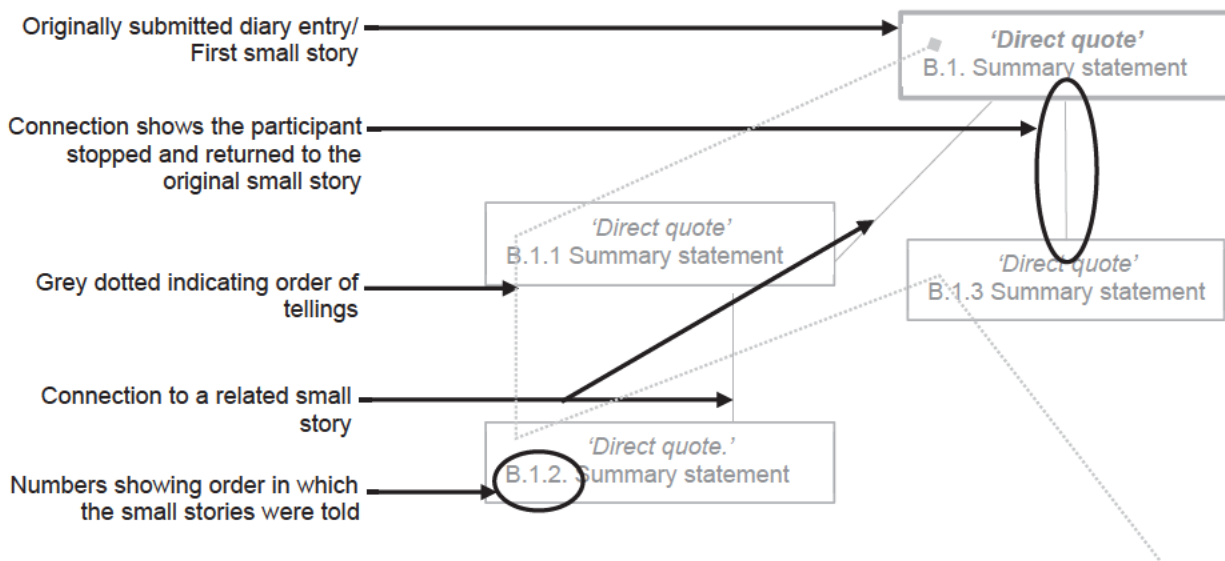 Originally submitted diary entry/
First small story
'Direct quote'
B.1. Summary statement
Connection shows the participant
stopped and returned to the
original small story
'Direct quote'
B.1.1 Summary statement
'Direct quote'
B.1.3 Summary statement
Grey dotted indicating order of
tellings
Connection to a related small
story
'Direct quote.'
B.1.2. Summary statement
Numbers showing order in which
the small stories were told